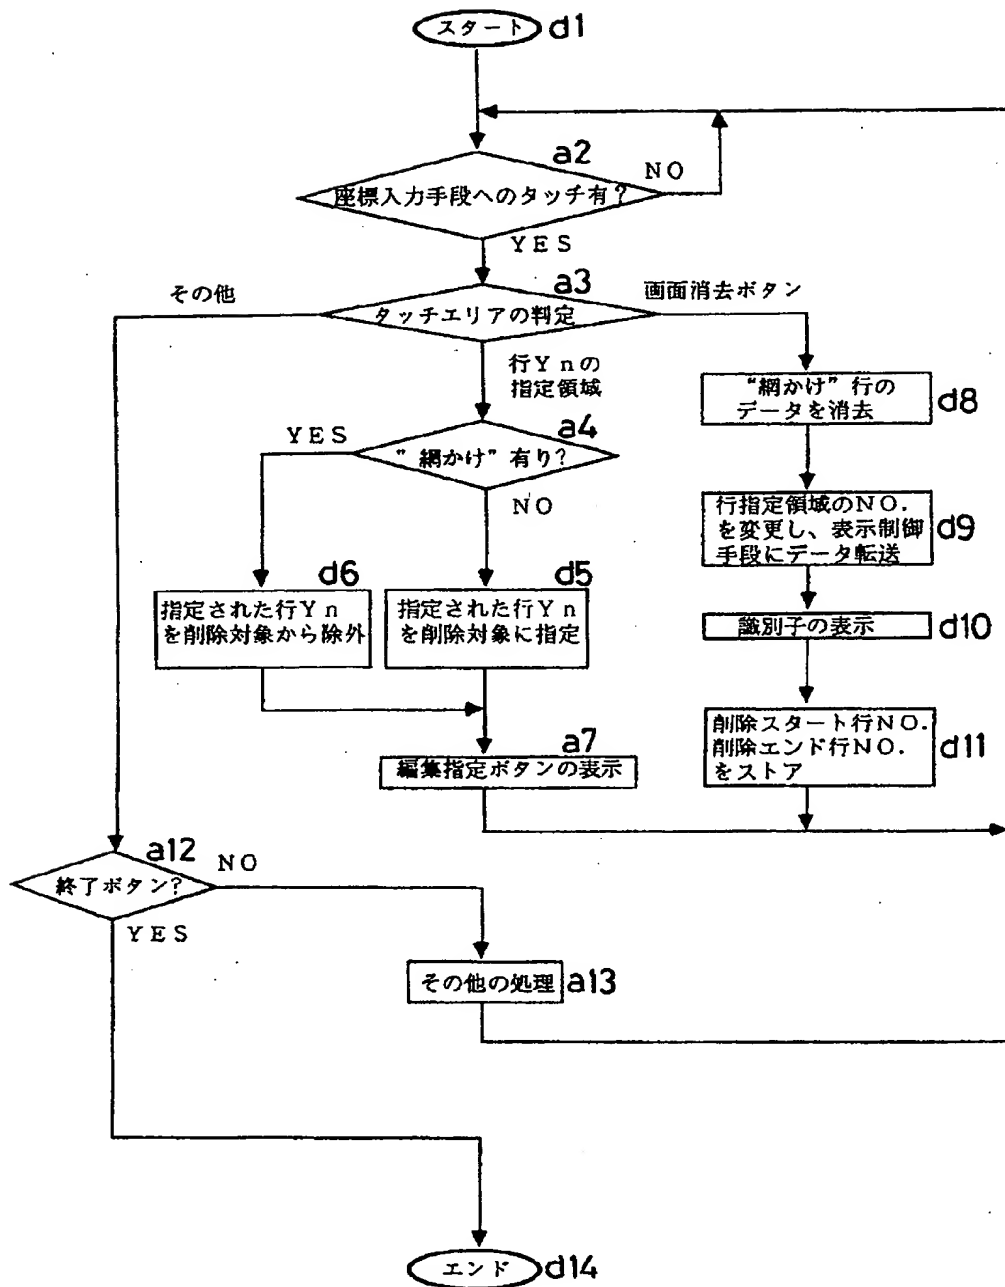 スタート d1
a2
NO
座標入力手段へのタッチ有?
YES
a3
その他
画面消去ボタン
タッチエリアの判定
行Ynの
指定領域
"網かけ"行の
データを消去
d8
a4
YES
"網かけ"有り?
NO
行指定領域のNO.
を変更し、表示制御
手段にデータ転送
d9
d6
d5
指定された行Yn
を削除対象から除外
指定された行Yn
を削除対象に指定
識別子の表示
d10
a7
編集指定ボタンの表示
削除スタート行NO.
削除エンド行NO.
をストア
d11
a12
NO
終了ボタン?
YES
その他の処理 a13
エンド d14